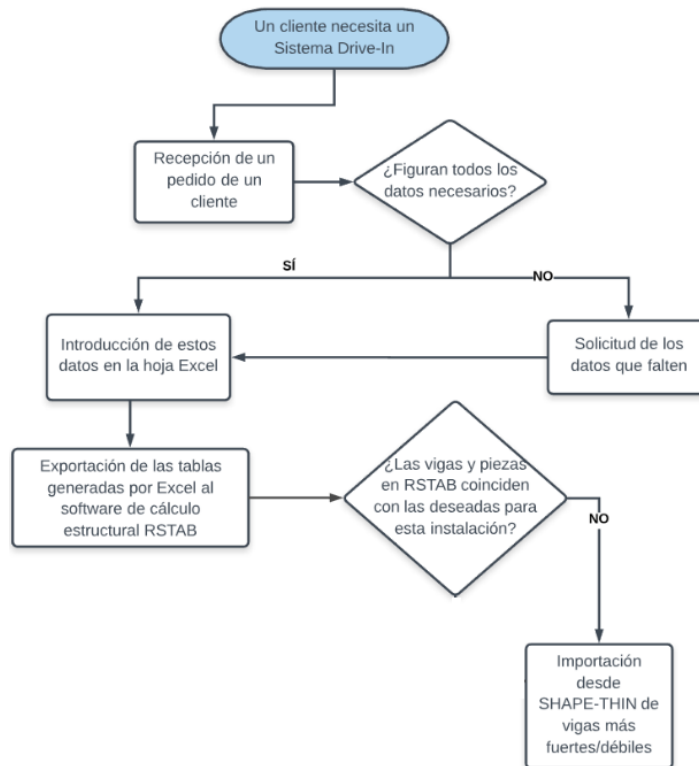 Un cliente necesita un
Sistema Drive-In
Recepción de un
pedido de un
cliente
¿Figuran todos los
datos necesarios?
SÍ
NO
Introducción de estos
datos en la hoja Excel
Solicitud de los
datos que falten
Exportación de las tablas
generadas por Excel al
software de cálculo
estructural RSTAB
¿Las vigas y piezas
en RSTAB coinciden
con las deseadas para
esta instalación?
NO
Importación
desde
SHAPE-THIN de
vigas más
fuertes/débiles